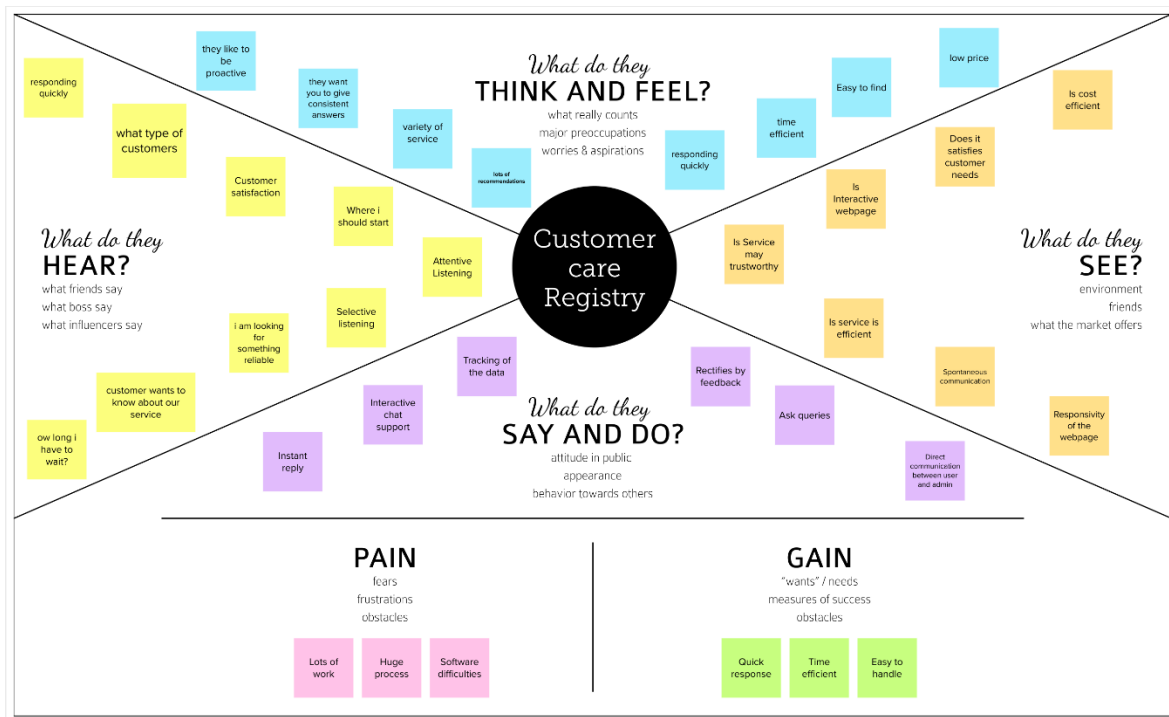 What do they
THINK AND FEEL?
what really counts
major preoccupations
worries & aspirations
they like to
be
proactive
they want
you to give
consistent
answers
variety of
service
lots of
recommendations
responding
quickly
time
efficient
Easy to find
low price
What do they
HEAR?
what friends say
what boss say
what influencers say
responding
quickly
what type of
customers
Customer
satisfaction
Where i
should start
Attentive
Listening
Selective
listening
i am looking
for
something
reliable
customer wants to
know about our
service
ow long i
have to
wait?
Customer
care
Registry
What do they
SEE?
environment
friends
what the market offers
Is cost
efficient
Does it
satisfies
customer
needs
Is
Interactive
webpage
Is Service
may
trustworthy
Is service is
efficient
Spontaneous
communication
Responsivity
of the
webpage
What do they
SAY AND DO?
attitude in public
appearance
behavior towards others
Tracking of
the data
Interactive
chat
support
Instant
reply
Rectifies by
feedback
Ask queries
Direct
communication
between user
and admin
PAIN
fears
frustrations
obstacles
Lots of
work
Huge
process
Software
difficulties
GAIN
"wants" / needs
measures of success
obstacles
Quick
response
Time
efficient
Easy to
handle